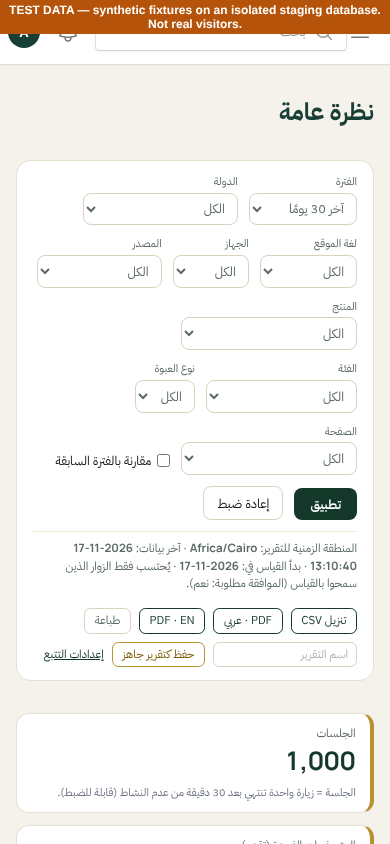 TEST DATA — synthetic fixtures on an isolated staging database.
Not real visitors.
A
نظرة عامة
الفترة
الدولة
آخر 30 يومًا
الكل
لغة الموقع
الجهاز
المصدر
الكل
الكل
الكل
المنتج
الكل
الفئة
نوع العبوة
الكل
الكل
الصفحة
الكل
مقارنة بالفترة السابقة
تطبيق
إعادة ضبط
المنطقة الزمنية للتقرير: Africa/Cairo · آخر بيانات: 2026-11-17
13:10:40 · بدأ القياس في: 2026-11-17 · يُحتسب فقط الزوار الذين
سمحوا بالقياس (الموافقة مطلوبة: نعم).
تنزيل CSV
PDF · عربي
PDF · EN
طباعة
اسم التقرير
حفظ كتقرير جاهز
إعدادات التتبع
الجلسات
1,000
الجلسة = زيارة واحدة تنتهي بعد 30 دقيقة من عدم النشاط (قابلة للضبط).